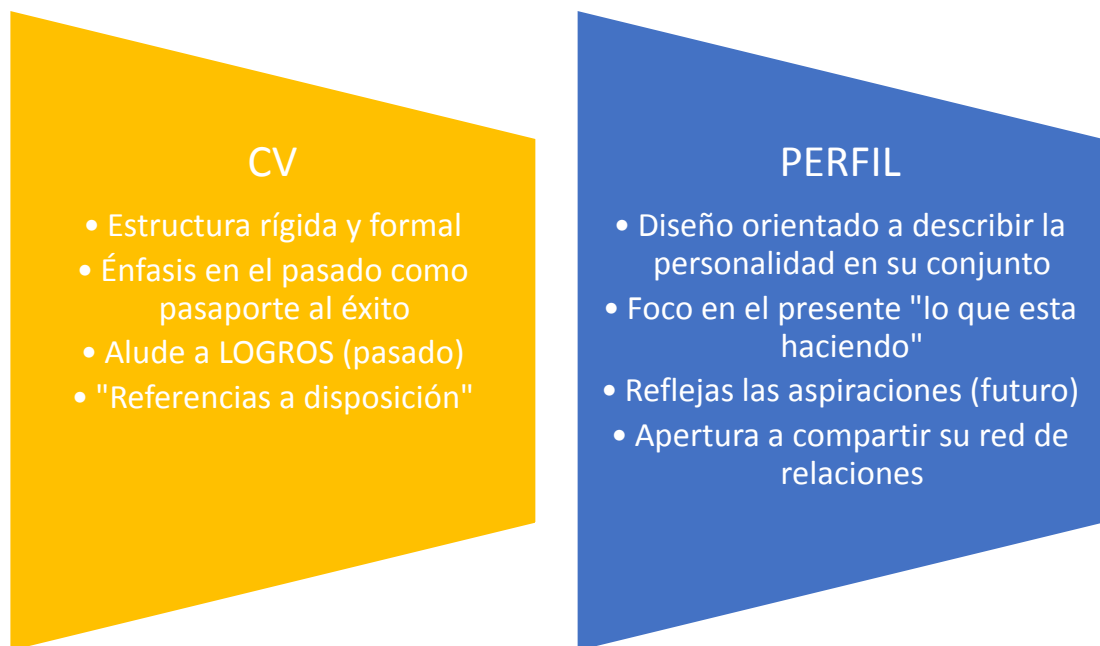 CV
• Estructura rígida y formal
• Énfasis en el pasado como
pasaporte al éxito
• Alude a LOGROS (pasado)
• "Referencias a disposición"
PERFIL
• Diseño orientado a describir la
personalidad en su conjunto
• Foco en el presente "lo que esta
haciendo"
• Reflejas las aspiraciones (futuro)
• Apertura a compartir su red de
relaciones